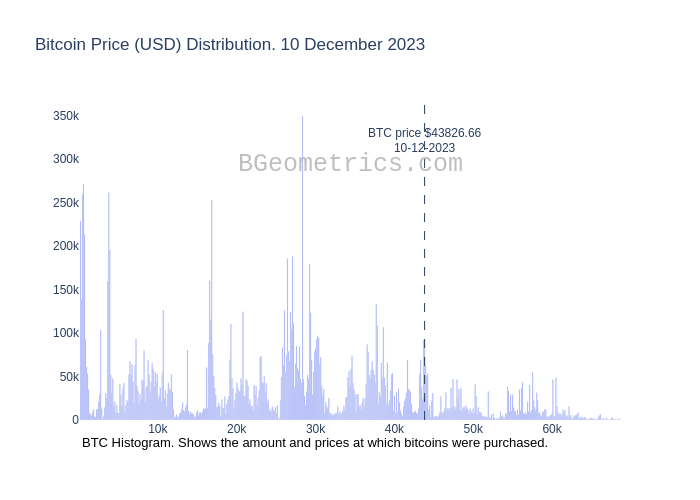 Bitcoin Price (USD) Distribution. 10 December 2023
350k
BTC price $43826.66
10-12-2023
300k
BGeometrics.com
250k
200k
150k
100k
50k
0
10k 20k 30k 40k 50k 60k
BTC Histogram. Shows the amount and prices at which bitcoins were purchased.